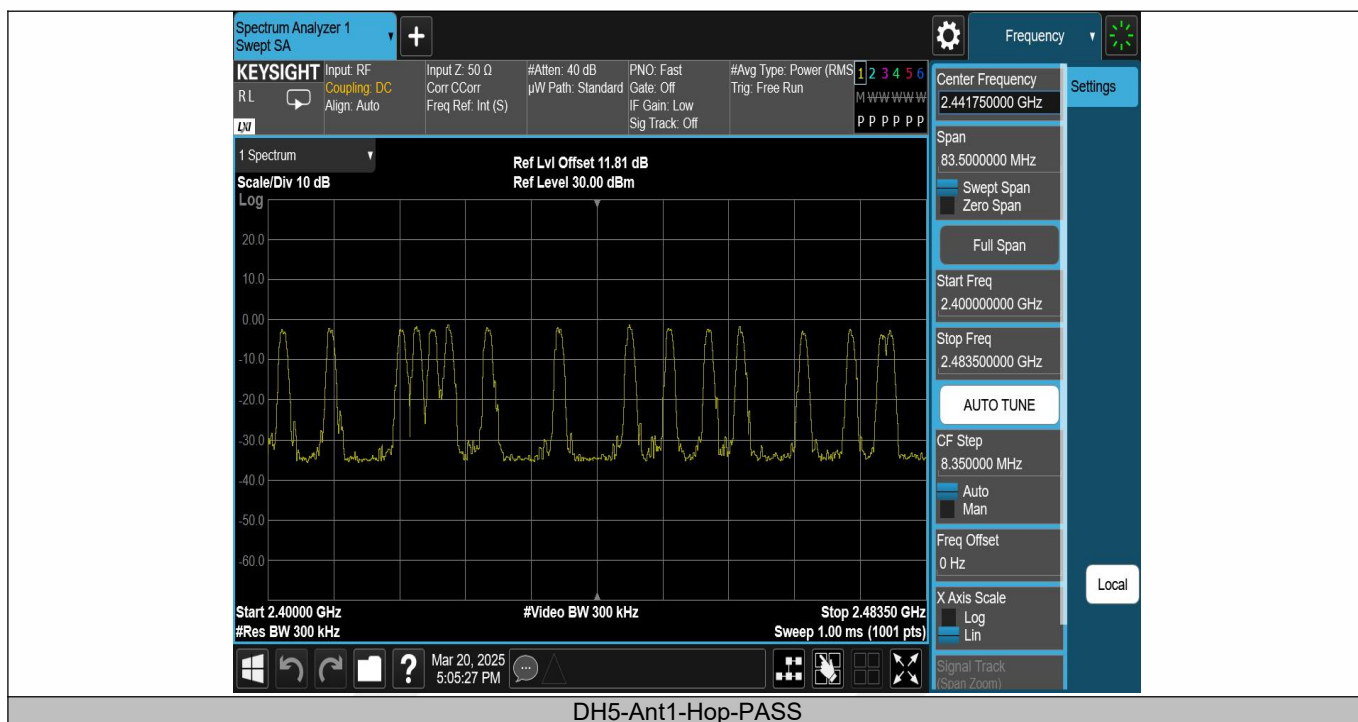 Spectrum Analyzer 1
Swept SA
+
Frequency
KEYSIGHT
R L
LXI
Input: RF
Coupling: DC
Align: Auto
Input Z: 50 Ω
Corr CCorr
Freq Ref: Int (S)
#Atten: 40 dB
µW Path: Standard
PNO: Fast
Gate: Off
IF Gain: Low
Sig Track: Off
#Avg Type: Power (RMS
Trig: Free Run
1 2 3 4 5 6
M W W W W W
P P P P P P
Center Frequency
2.441750000 GHz
Settings
Span
83.5000000 MHz
Swept Span
Zero Span
Full Span
Start Freq
2.400000000 GHz
Stop Freq
2.483500000 GHz
AUTO TUNE
CF Step
8.350000 MHz
Auto
Man
Freq Offset
0 Hz
X Axis Scale
Log
Lin
Signal Track
(Span Zoom)
Local
1 Spectrum
Scale/Div 10 dB
Ref Lvl Offset 11.81 dB
Ref Level 30.00 dBm
Log
20.0
10.0
0.00
-10.0
-20.0
-30.0
-40.0
-50.0
-60.0
Start 2.40000 GHz
#Res BW 300 kHz
#Video BW 300 kHz
Stop 2.48350 GHz
Sweep 1.00 ms (1001 pts)
?
Mar 20, 2025
5:05:27 PM
DH5-Ant1-Hop-PASS